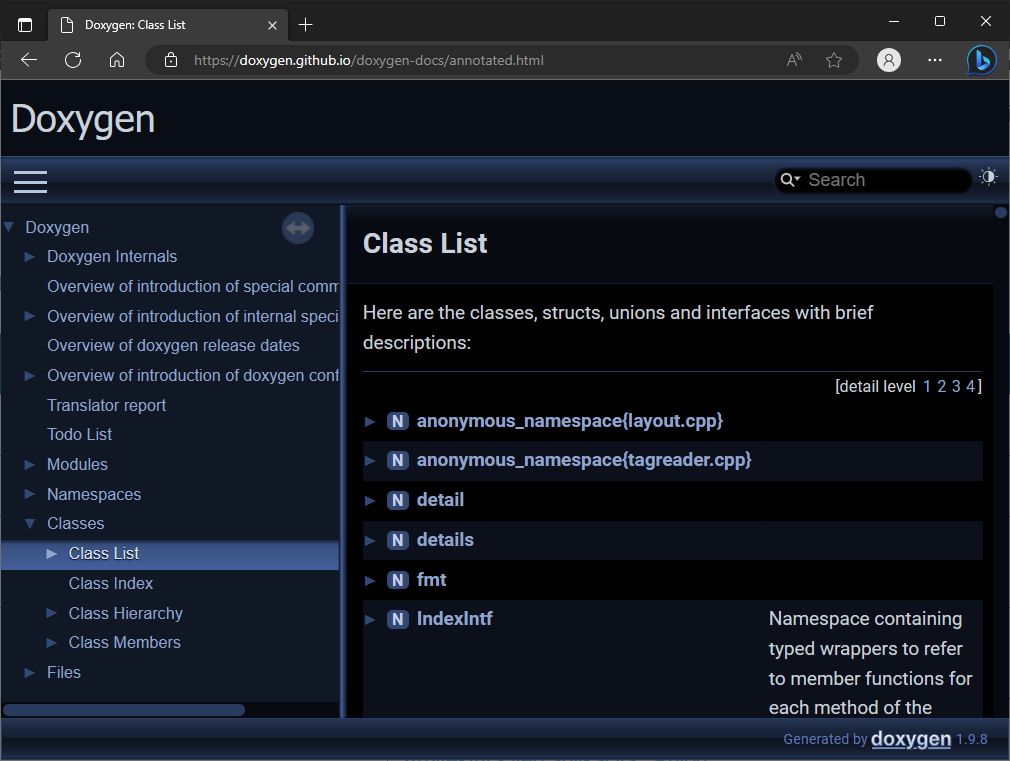 Doxygen: Class List
https://doxygen.github.io/doxygen-docs/annotated.html
Doxygen
Search
Doxygen
Doxygen Internals
Overview of introduction of special comm
Overview of introduction of internal speci
Overview of doxygen release dates
Overview of introduction of doxygen conf
Translator report
Todo List
Modules
Namespaces
Classes
Class List
Class Index
Class Hierarchy
Class Members
Files
Class List
Here are the classes, structs, unions and interfaces with brief
descriptions:
[detail level 1 2 3 4]
N anonymous_namespace{layout.cpp}
N anonymous_namespace{tagreader.cpp}
N detail
N details
N fmt
N IndexIntf
Namespace containing
typed wrappers to refer
to member functions for
each method of the
Generated by doxygen 1.9.8